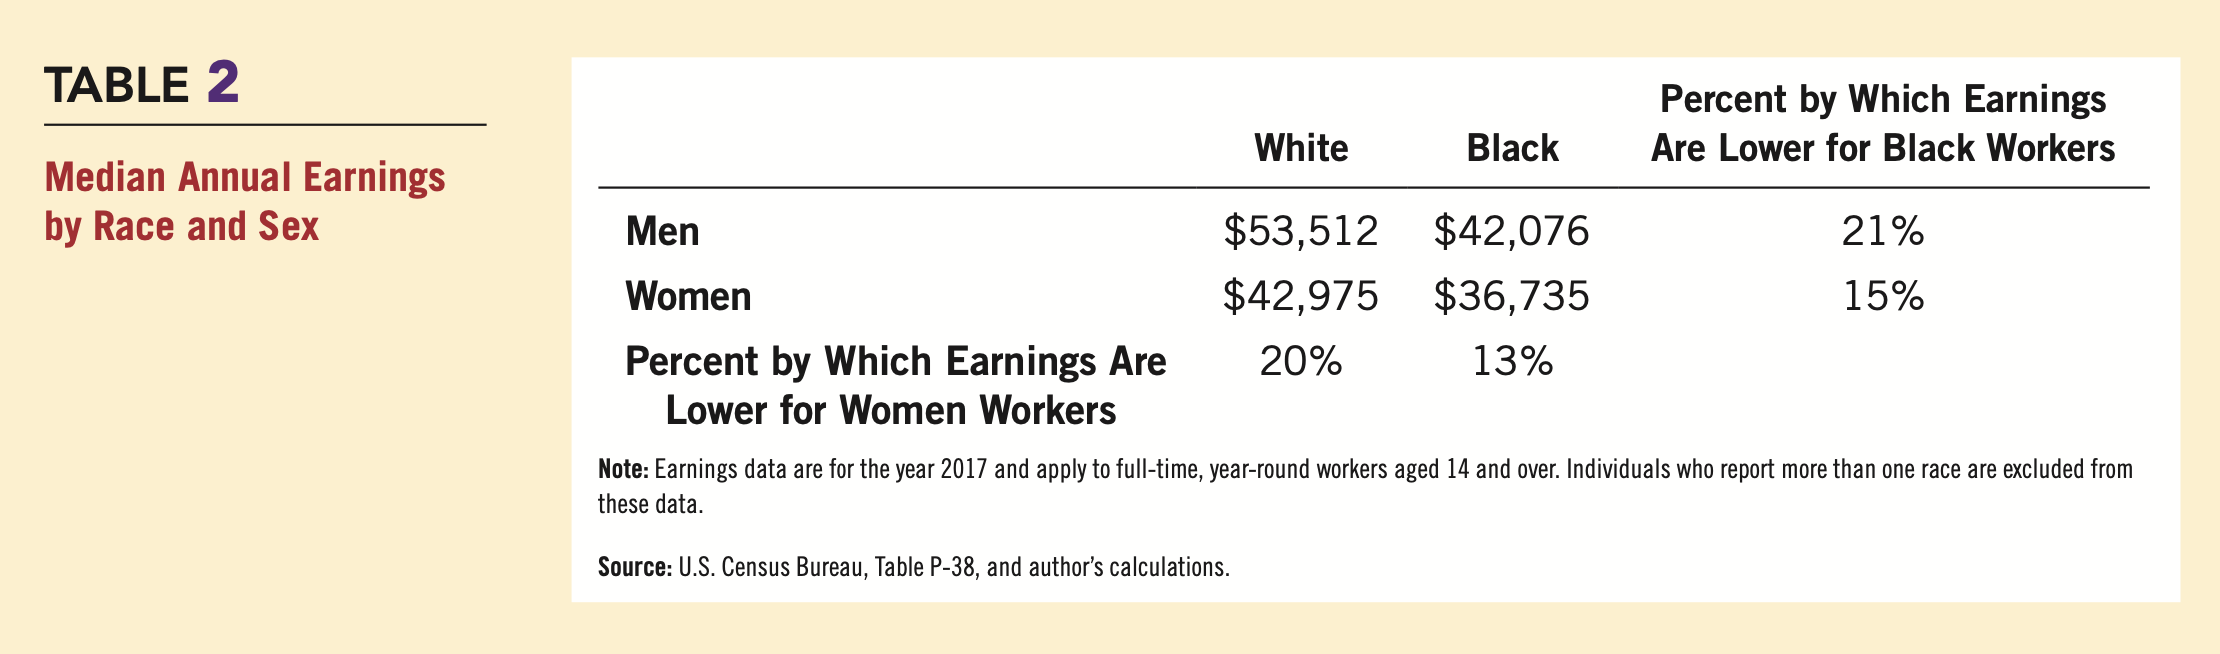 TABLE 2
Median Annual Earnings
by Race and Sex
Percent by Which Earnings
White Black Are Lower for Black Workers
Men $53,512 $42,076 21%
Women $42,975 $36,735 15%
Percent by Which Earnings Are 20% 13%
Lower for Women Workers
Note: Earnings data are for the year 2017 and apply to full-time, year-round workers aged 14 and over. Individuals who report more than one race are excluded from
these data.
Source: U.S. Census Bureau, Table P-38, and author’s calculations.